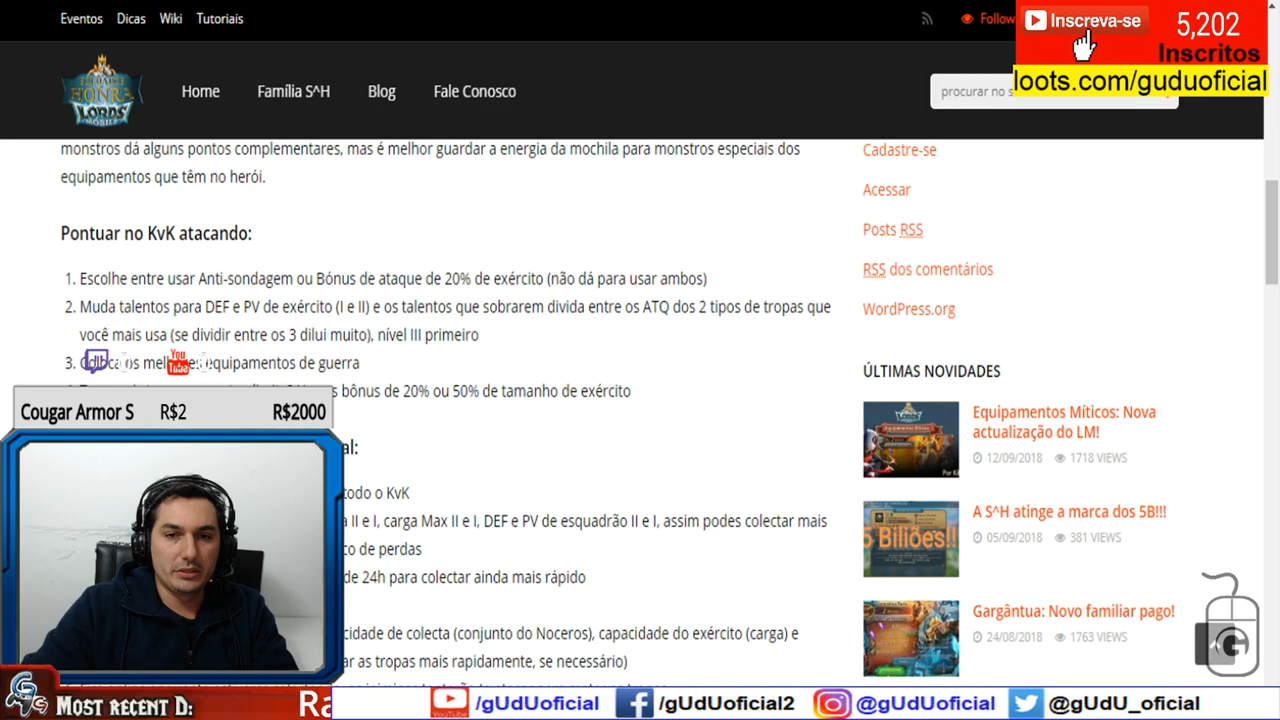 Eventos Dicas Wiki Tutoriais
Follow
Inscreva-se 5,202
Inscritos
loots.com/guduoficial
HONRA
LORDS
MOBILE
Home Família S^H Blog Fale Conosco
procurar no s
monstros dá alguns pontos complementares, mas é melhor guardar a energia da mochila para monstros especiais dos
equipamentos que têm no herói.
Pontuar no KvK atacando:
1. Escolhe entre usar Anti-sondagem ou Bónus de ataque de 20% de exército (não dá para usar ambos)
2. Muda talentos para DEF e PV de exército (I e II) e os talentos que sobrarem divida entre os ATQ dos 2 tipos de tropas que
você mais usa (se dividir entre os 3 dilui muito), nível III primeiro
3. equipamentos de guerra
bônus de 20% ou 50% de tamanho de exército
al:
todo o KvK
a II e I, carga Max II e I, DEF e PV de esquadrão II e I, assim podes colectar mais
co de perdas
de 24h para colectar ainda mais rápido
cidade de colecta (conjunto do Noceros), capacidade do exército (carga) e
ar as tropas mais rapidamente, se necessário)
Cadastre-se
Acessar
Posts RSS
RSS dos comentários
WordPress.org
ÚLTIMAS NOVIDADES
Equipamentos Míticos: Nova
actualização do LM!
12/09/2018 1718 VIEWS
A S^H atinge a marca dos 5B!!!
05/09/2018 381 VIEWS
Gargântua: Novo familiar pago!
24/08/2018 1763 VIEWS
You
Tube
Cougar Armor S R$2 R$2000
Most recent D: Ra
/gUdUoficial /gUdUoficial2 @gUdUoficial @gUdU_oficial